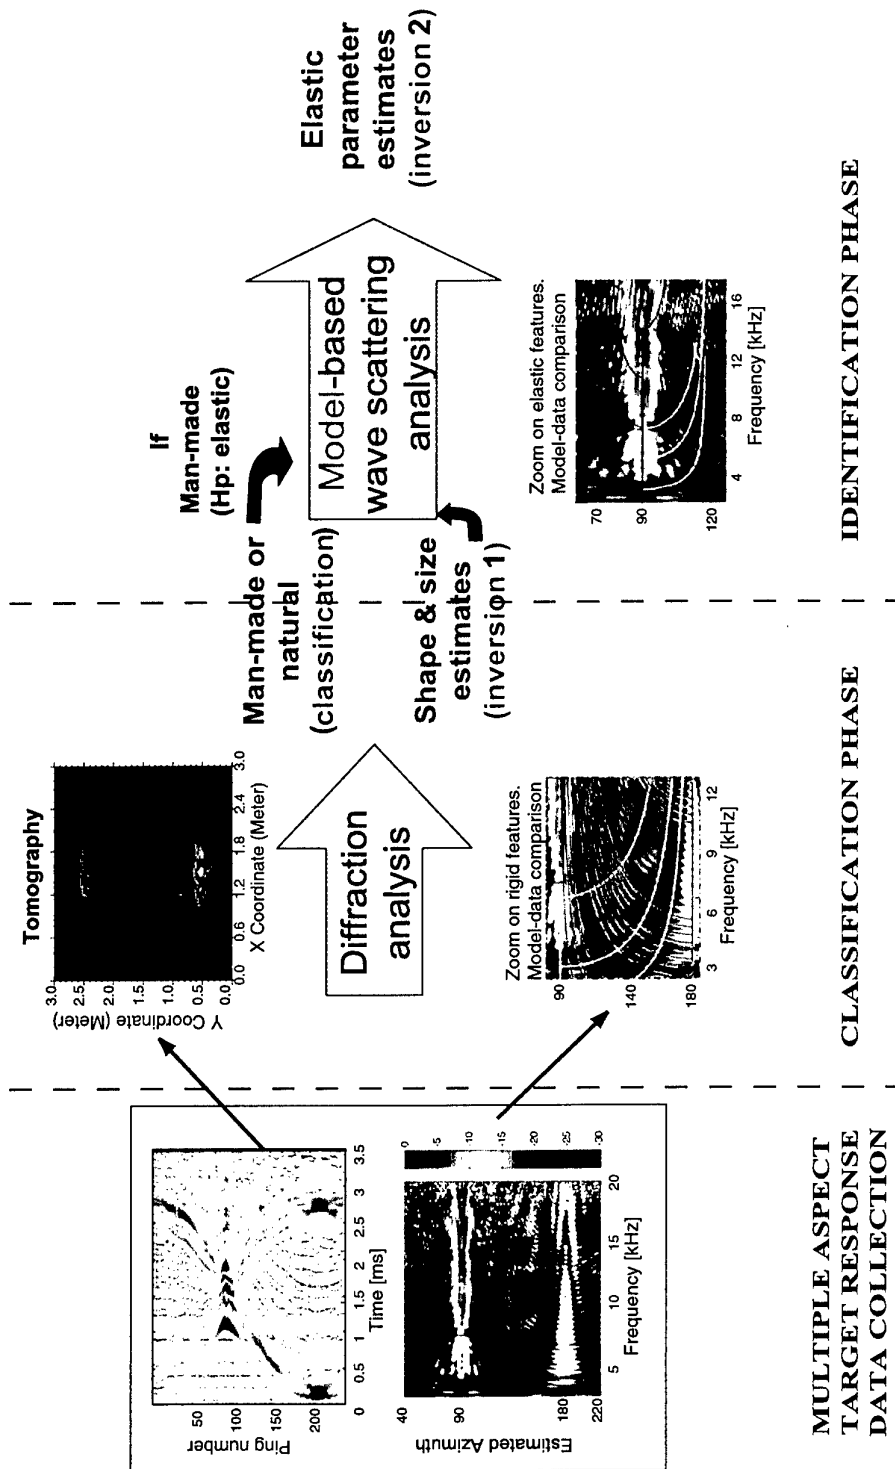 Ping number
50
100
200
0
0.5
1
1.5
2
2.5
3
3.5
Time [ms]
Estimated Azimuth
40
90
180
220
5
10
15
20
Frequency [kHz]
0
-5
-10
-15
-20
-25
-30
MULTIPLE ASPECT
TARGET RESPONSE
DATA COLLECTION
Tomography
Y Coordinate (Meter)
3.0
2.5
2.0
1.5
1.0
0.5
0.0
0.0
0.6
1.2
1.8
2.4
3.0
X Coordinate (Meter)
Diffraction
analysis
Zoom on rigid features.
Model-data comparison
90
140
180
3
6
9
12
Frequency [kHz]
CLASSIFICATION PHASE
Man-made or
natural
(classification)
Shape & size
estimates
(inversion 1)
If
Man-made
(Hp: elastic)
Model-based
wave scattering
analysis
Elastic
parameter
estimates
(inversion 2)
Zoom on elastic features.
Model-data comparison
70
90
120
4
8
12
16
Frequency [kHz]
IDENTIFICATION PHASE